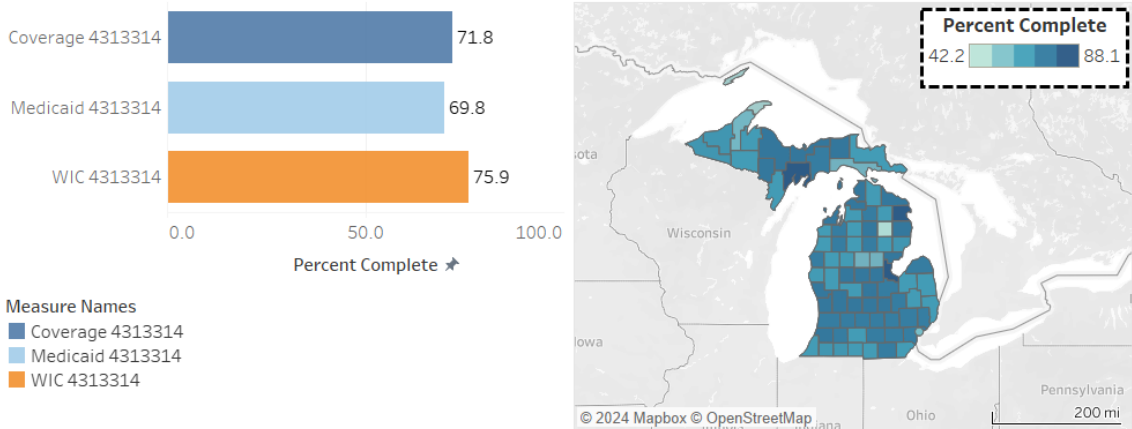 Coverage 4313314
71.8
Medicaid 4313314
69.8
WIC 4313314
75.9
0.0 50.0 100.0
Percent Complete
Measure Names
Coverage 4313314
Medicaid 4313314
WIC 4313314
Percent Complete
42.2 88.1
sota
Wisconsin
Iowa
Pennsylvania
Ohio
200 mi
© 2024 Mapbox © OpenStreetMap